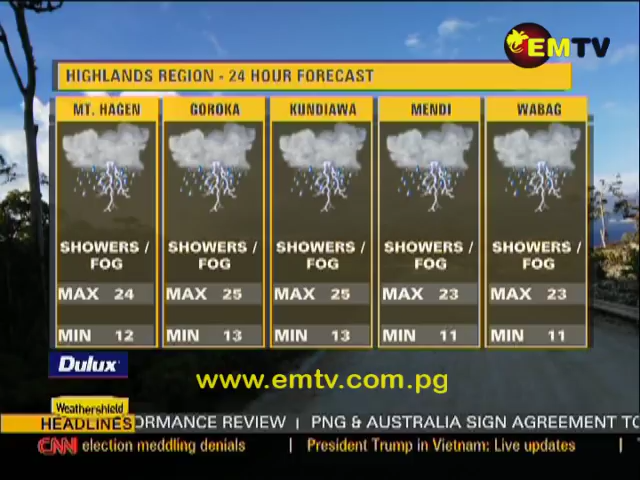 EMTV
HIGHLANDS REGION - 24 HOUR FORECAST
MT. HAGEN
SHOWERS /
FOG
MAX 24
MIN 12
GOROKA
SHOWERS /
FOG
MAX 25
MIN 13
KUNDIAWA
SHOWERS /
FOG
MAX 25
MIN 13
MENDI
SHOWERS /
FOG
MAX 23
MIN 11
WABAG
SHOWERS /
FOG
MAX 23
MIN 11
Dulux
www.emtv.com.pg
Weathershield
HEADLINES ORMANCE REVIEW | PNG & AUSTRALIA SIGN AGREEMENT TO
CNN election meddling denials | President Trump in Vietnam: Live updates |